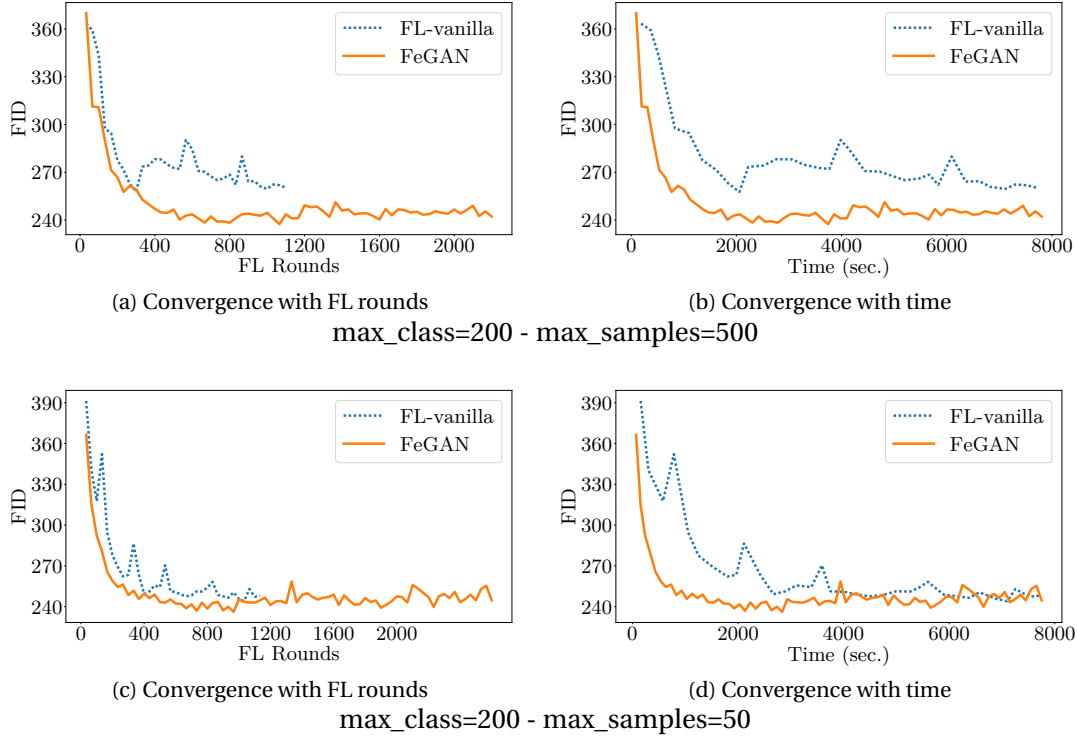 360
330
300
270
240
FID
FL-vanilla
FeGAN
0 400 800 1200 1600 2000
FL Rounds
(a) Convergence with FL rounds
360
330
300
270
240
FID
FL-vanilla
FeGAN
0 2000 4000 6000 8000
Time (sec.)
(b) Convergence with time
max_class=200 - max_samples=500
390
360
330
300
270
240
FID
FL-vanilla
FeGAN
0 400 800 1200 1600 2000
FL Rounds
(c) Convergence with FL rounds
390
360
330
300
270
240
FID
FL-vanilla
FeGAN
0 2000 4000 6000 8000
Time (sec.)
(d) Convergence with time
max_class=200 - max_samples=50